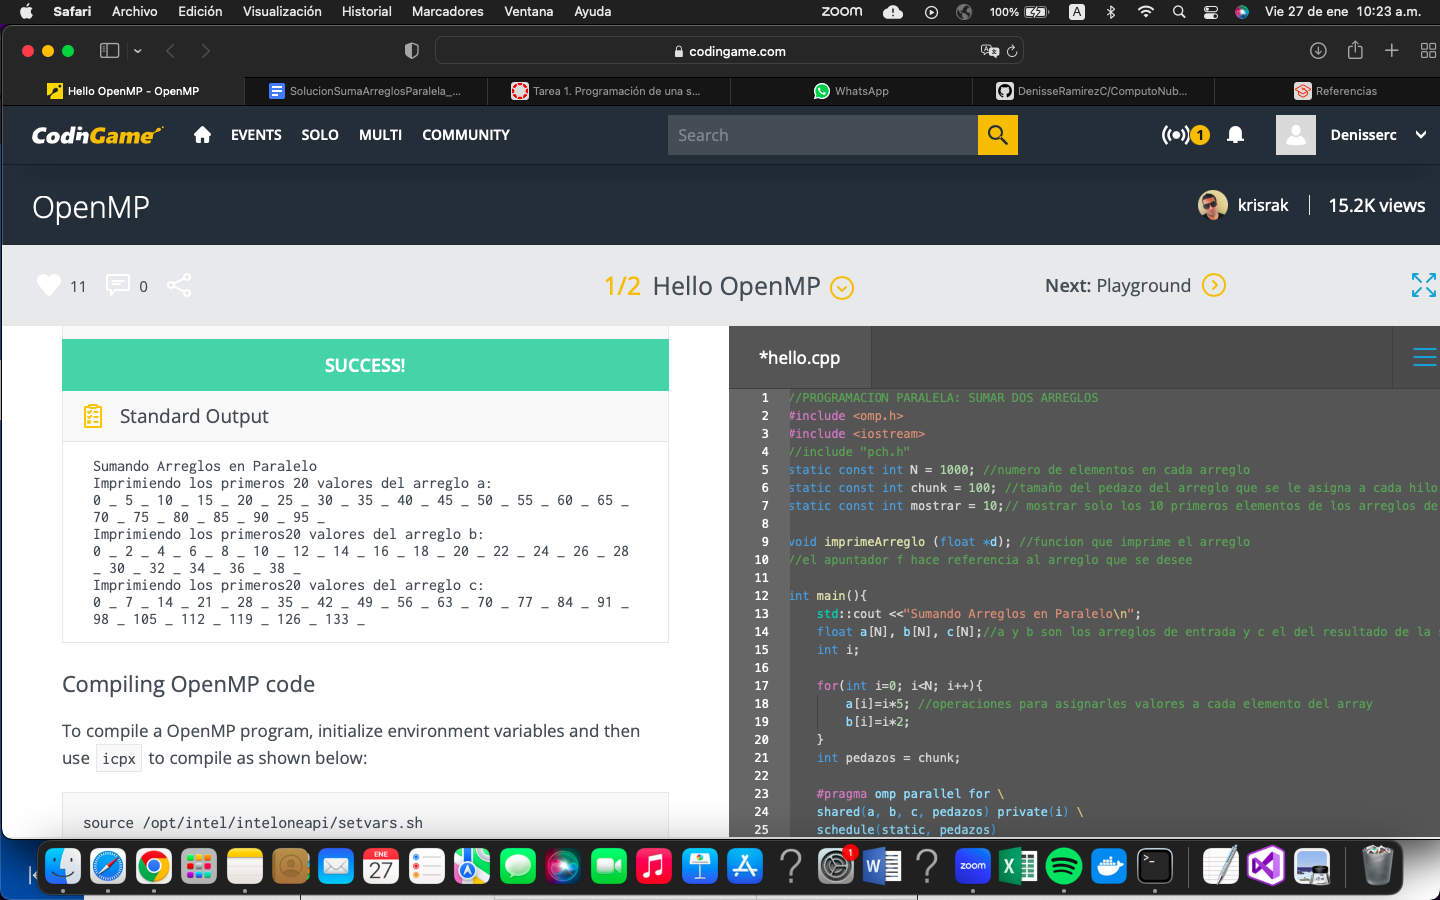 Safari Archivo Edición Visualización Historial Marcadores Ventana Ayuda zoom 100% A Vie 27 de ene 10:23 a.m.
codingame.com
Hello OpenMP - OpenMP SolucionSumaArreglosParalela_... Tarea 1. Programación de una s... WhatsApp DenisseRamirezC/ComputoNub... Referencias
CodinGame EVENTS SOLO MULTI COMMUNITY Search 1 Denisserc
OpenMP krisrak 15.2K views
11 0 1/2 Hello OpenMP Next: Playground
SUCCESS!
Standard Output
Sumando Arreglos en Paralelo
Imprimiendo los primeros 20 valores del arreglo a:
0 _ 5 _ 10 _ 15 _ 20 _ 25 _ 30 _ 35 _ 40 _ 45 _ 50 _ 55 _ 60 _ 65 _
70 _ 75 _ 80 _ 85 _ 90 _ 95 _
Imprimiendo los primeros20 valores del arreglo b:
0 _ 2 _ 4 _ 6 _ 8 _ 10 _ 12 _ 14 _ 16 _ 18 _ 20 _ 22 _ 24 _ 26 _ 28
_ 30 _ 32 _ 34 _ 36 _ 38 _
Imprimiendo los primeros20 valores del arreglo c:
0 _ 7 _ 14 _ 21 _ 28 _ 35 _ 42 _ 49 _ 56 _ 63 _ 70 _ 77 _ 84 _ 91 _
98 _ 105 _ 112 _ 119 _ 126 _ 133 _
Compiling OpenMP code
To compile a OpenMP program, initialize environment variables and then
use icpx to compile as shown below:
source /opt/intel/inteloneapi/setvars.sh
*hello.cpp
1 //PROGRAMACION PARALELA: SUMAR DOS ARREGLOS
2 #include <omp.h>
3 #include <iostream>
4 //include "pch.h"
5 static const int N = 1000; //numero de elementos en cada arreglo
6 static const int chunk = 100; //tamaño del pedazo del arreglo que se le asigna a cada hilo
7 static const int mostrar = 10;// mostrar solo los 10 primeros elementos de los arreglos de
8
9 void imprimeArreglo (float *d); //funcion que imprime el arreglo
10 //el apuntador f hace referencia al arreglo que se desee
11
12 int main(){
13 std::cout <<"Sumando Arreglos en Paralelo\n";
14 float a[N], b[N], c[N];//a y b son los arreglos de entrada y c el del resultado de la s
15 int i;
16
17 for(int i=0; i<N; i++){
18 a[i]=i*5; //operaciones para asignarles valores a cada elemento del array
19 b[i]=i*2;
20 }
21 int pedazos = chunk;
22
23 #pragma omp parallel for \
24 shared(a, b, c, pedazos) private(i) \
25 schedule(static, pedazos)
ENE
27
1
zoom